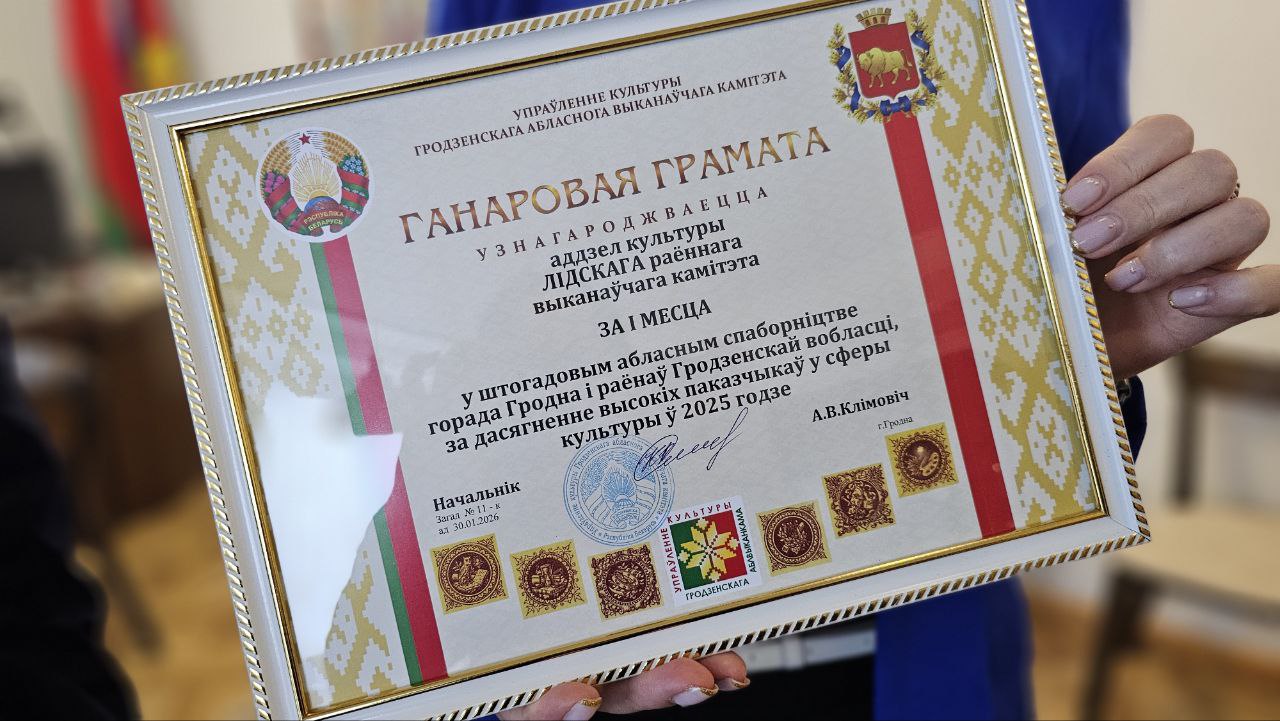 УПРАЎЛЕННЕ КУЛЬТУРЫ
ГРОДЗЕНСКАГА АБЛАСНОГА ВЫКАНАЎЧАГА КАМІТЭТА
ГАНАРОВАЯ ГРАМАТА
УЗНАГАРОДЖВАЕЦЦА
аддзел культуры
ЛІДСКАГА раённага
выканаўчага камітэта
ЗА І МЕСЦА
у штогадовым абласным спаборніцтве
горада Гродна і раёнаў Гродзенскай вобласці,
за дасягненне высокіх паказчыкаў у сферы
культуры ў 2025 годзе
Начальнік
А.В.Клімовіч
Загад № 11 - к
ад 30.01.2026
г.Гродна
РЭСПУБЛІКА
БЕЛАРУСЬ
УПРАЎЛЕННЕ КУЛЬТУРЫ
ГРОДЗЕНСКАГА
АБЛВЫКАНКАМА